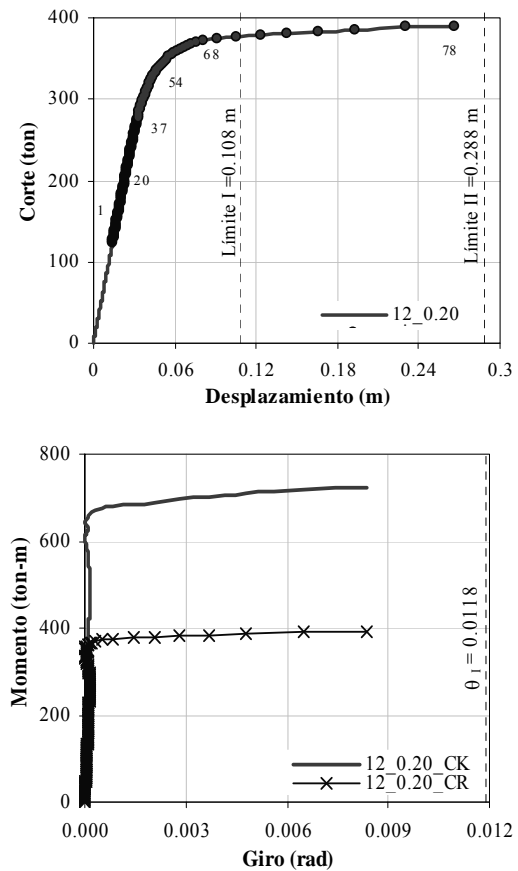 400
300
200
100
0
Corte (ton)
1
20
37
54
68
78
Límite I =0.108 m
Límite II =0.288 m
12_0.20
0 0.06 0.12 0.18 0.24 0.3
Desplazamiento (m)
800
600
400
200
0
Momento (ton-m)
θ I = 0.0118
12_0.20_CK
12_0.20_CR
0.000 0.003 0.006 0.009 0.012
Giro (rad)